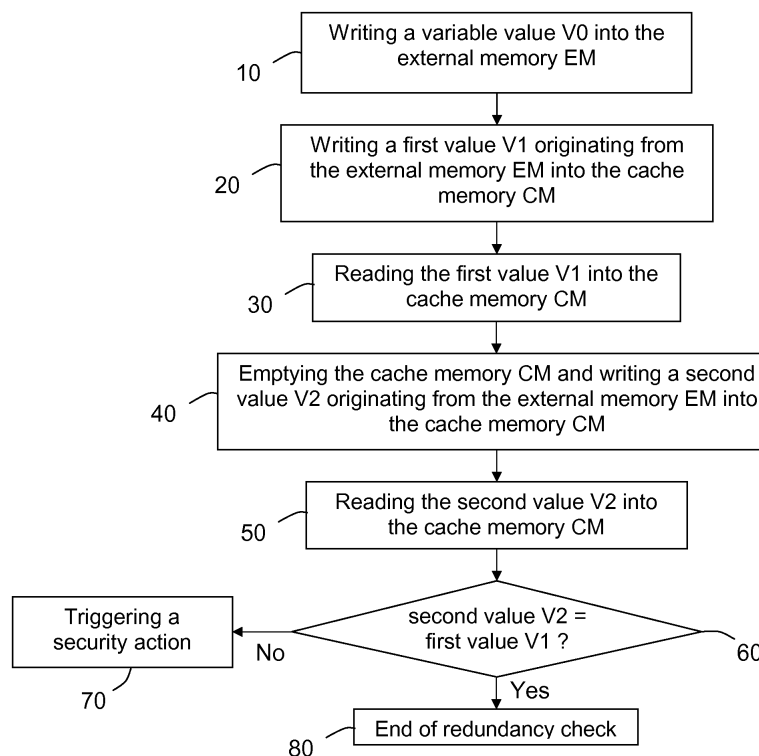 Writing a variable value V0 into the
external memory EM
10
Writing a first value V1 originating from
the external memory EM into the cache
memory CM
20
Reading the first value V1 into the
cache memory CM
30
Emptying the cache memory CM and writing a second
value V2 originating from the external memory EM into
the cache memory CM
40
Reading the second value V2 into
the cache memory CM
50
second value V2 =
first value V1 ?
60
No
Triggering a
security action
70
Yes
End of redundancy check
80